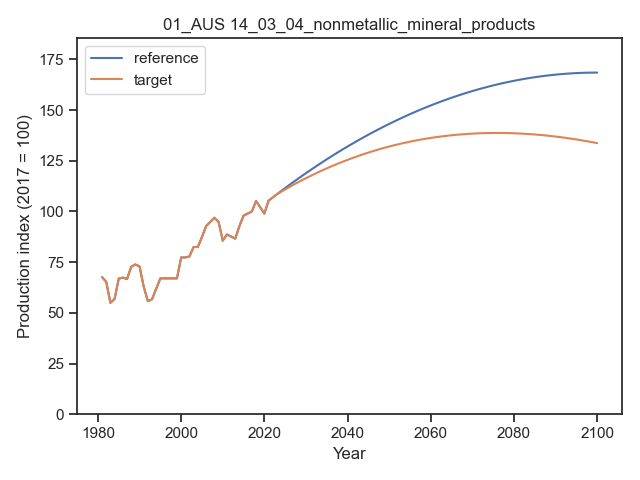 01_AUS 14_03_04_nonmetallic_mineral_products
reference
target
Production index (2017 = 100)
175
150
125
100
75
50
25
0
1980 2000 2020 2040 2060 2080 2100
Year